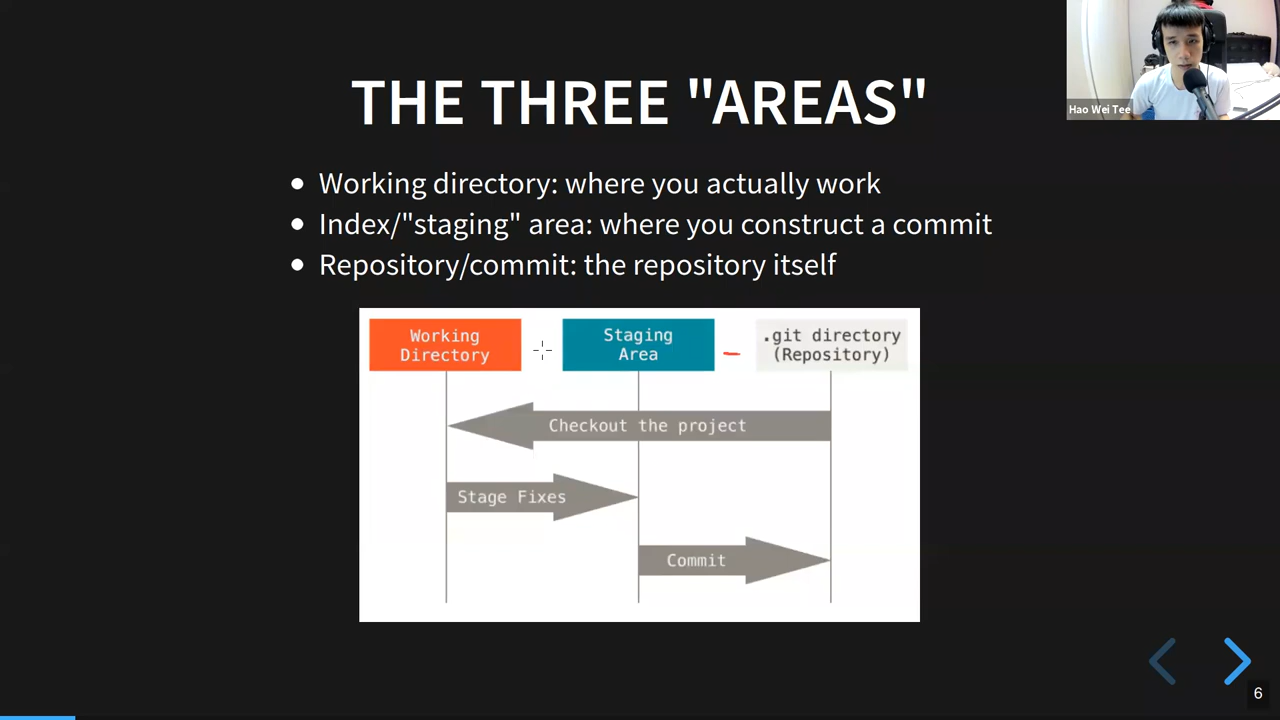 THE THREE "AREAS"
Hao Wei Tee
Working directory: where you actually work
Index/"staging" area: where you construct a commit
Repository/commit: the repository itself
Working
Directory
Staging
Area
.git directory
(Repository)
Checkout the project
Stage Fixes
Commit
6